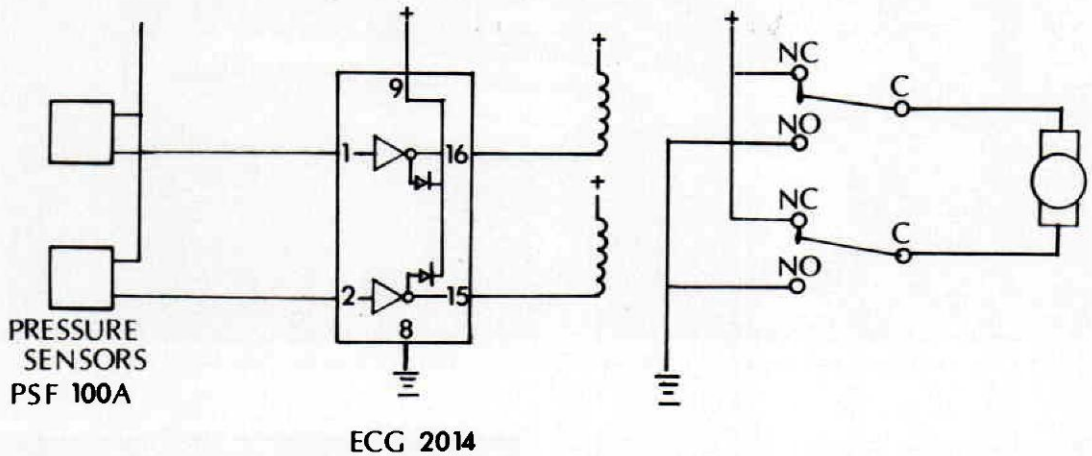 +
+
+
9
NC
C
1
16
NO
+
NC
C
2
15
NO
8
PRESSURE
SENSORS
PSF 100A
ECG 2014